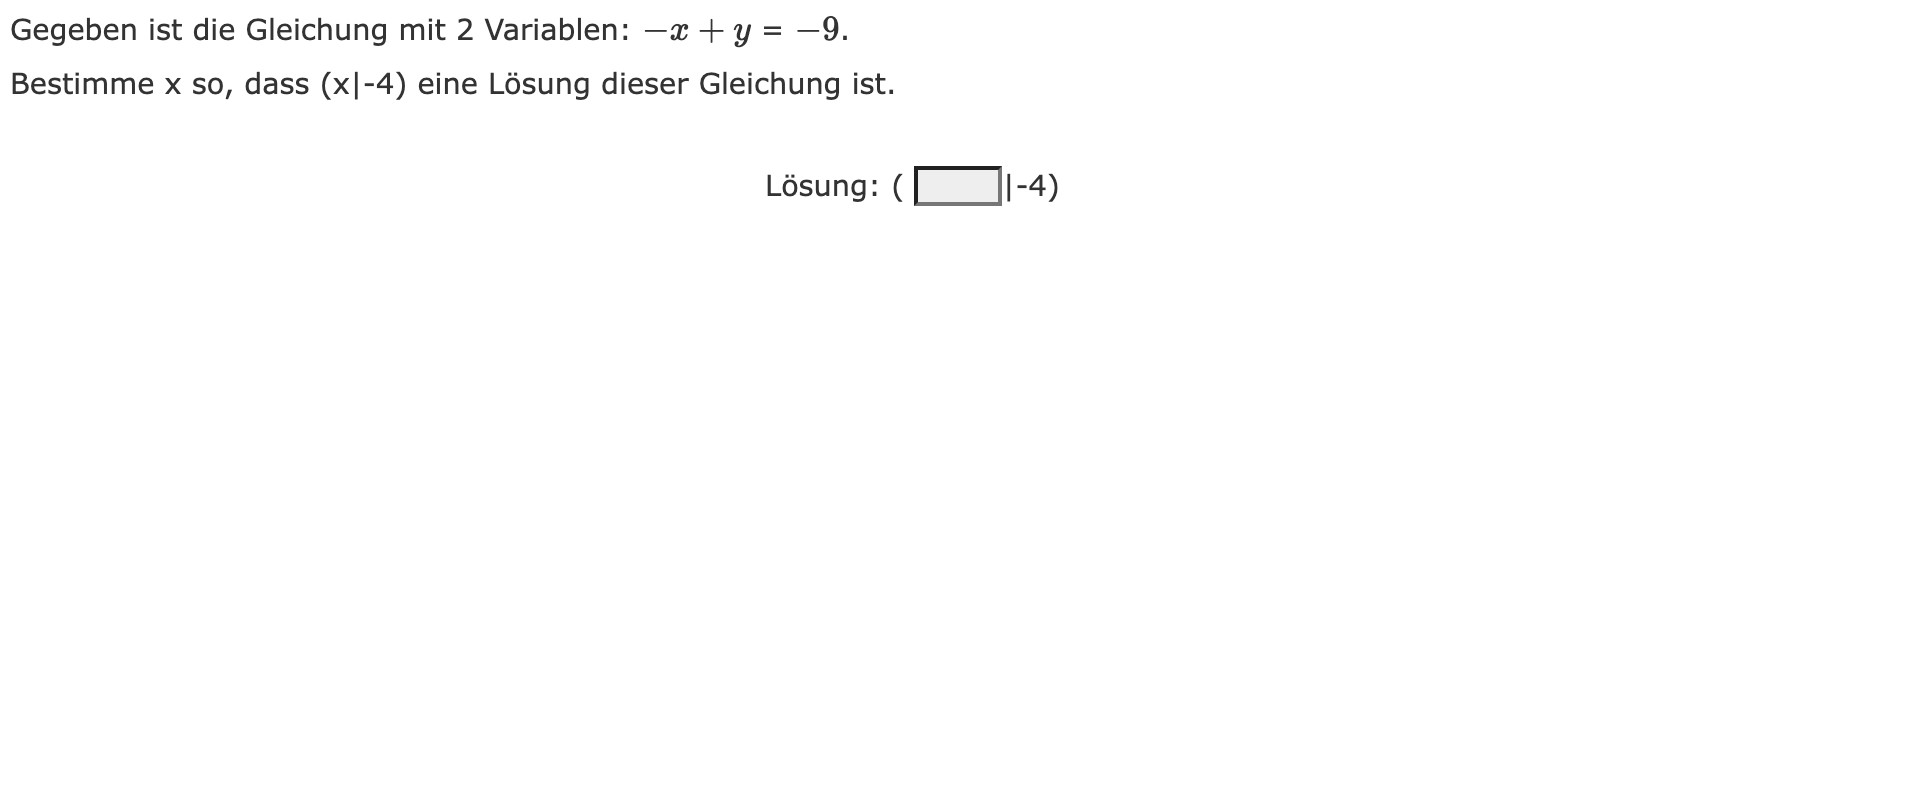 Gegeben ist die Gleichung mit 2 Variablen: −x + y = −9.
Bestimme x so, dass (x|-4) eine Lösung dieser Gleichung ist.
Lösung: ( |-4)